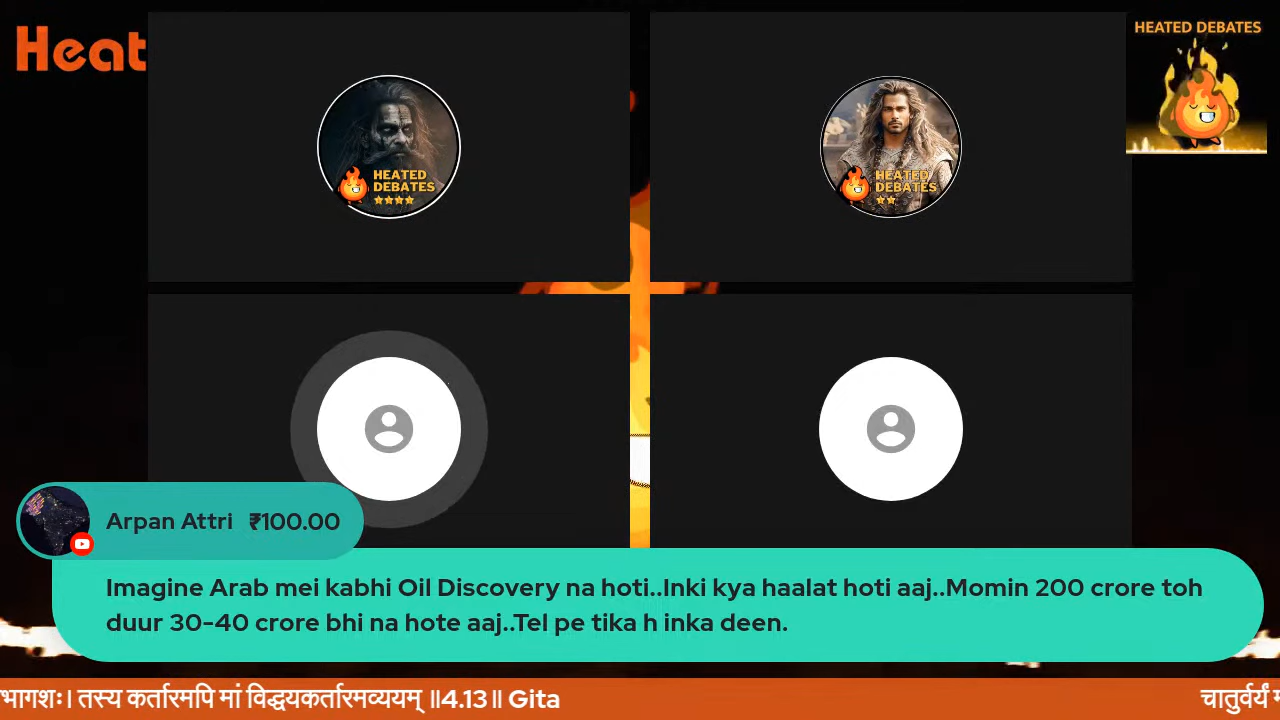 Heat
HEATED DEBATES
HEATED
DEBATES
HEATED
DEBATES
Arpan Attri ₹100.00
Imagine Arab mei kabhi Oil Discovery na hoti..Inki kya haalat hoti aaj..Momin 200 crore toh
duur 30-40 crore bhi na hote aaj..Tel pe tika h inka deen.
भागशः। तस्य कर्तारमपि मां विद्धयकर्तारमव्ययम् ॥4.13॥ Gita
चातुर्वर्यं